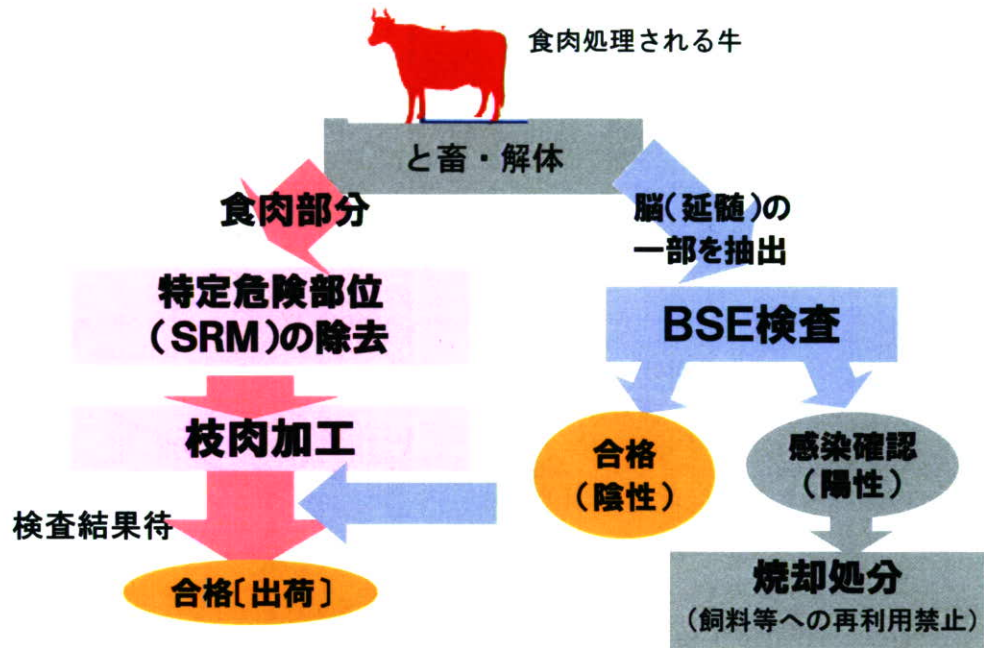 食肉処理される牛
と畜・解体
食肉部分
脳(延髄)の
一部を抽出
特定危険部位
(SRM)の除去
BSE検査
枝肉加工
合格
(陰性)
感染確認
(陽性)
検査結果待
合格〔出荷〕
焼却処分
(飼料等への再利用禁止)